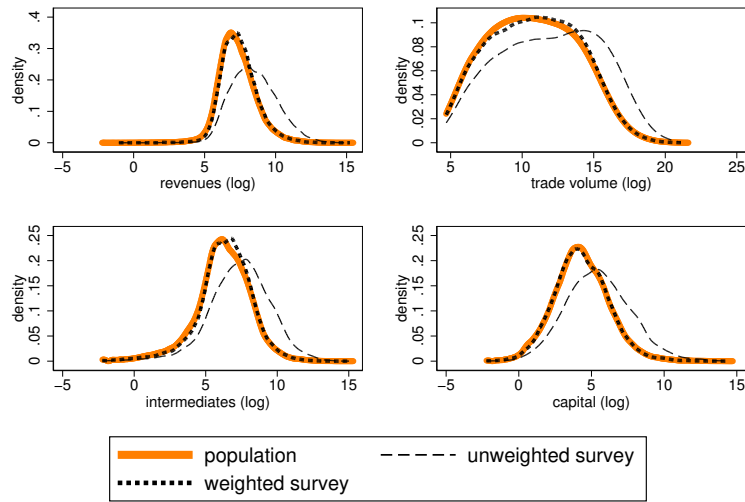 density
0 .1 .2 .3 .4
−5 0 5 10 15
revenues (log)
density
0 .02 .04 .06 .08 .1
5 10 15 20 25
trade volume (log)
density
0 .05 .1 .15 .2 .25
−5 0 5 10 15
intermediates (log)
density
0 .05 .1 .15 .2 .25
−5 0 5 10 15
capital (log)
population unweighted survey
weighted survey